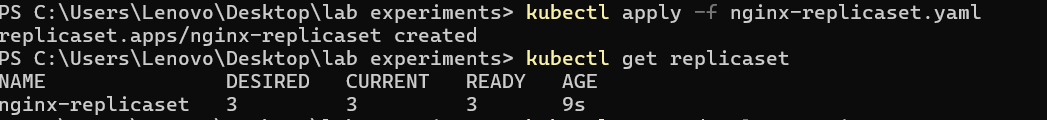 PS C:\Users\Lenovo\Desktop\lab experiments> kubectl apply -f nginx-replicaset.yaml
replicaset.apps/nginx-replicaset created
PS C:\Users\Lenovo\Desktop\lab experiments> kubectl get replicaset
NAME DESIRED CURRENT READY AGE
nginx-replicaset 3 3 3 9s